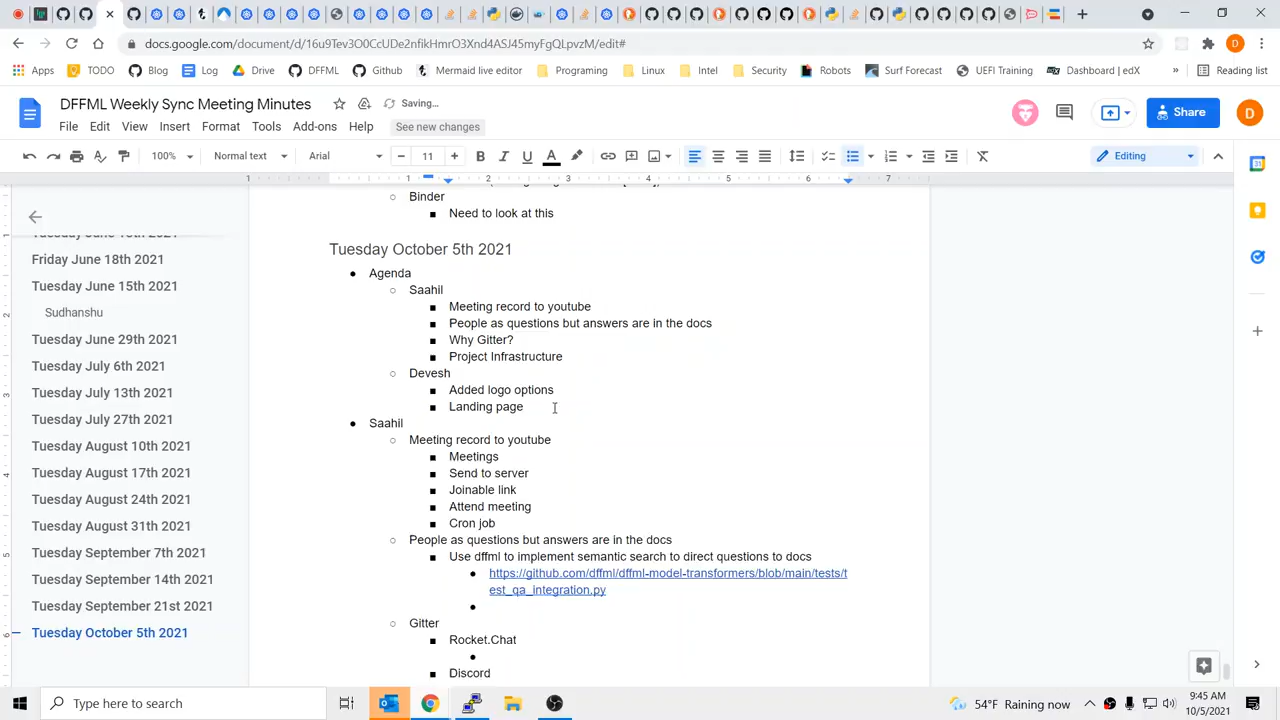 docs.google.com/document/d/16u9Tev3O0CcUDe2nfikHmrO3Xnd4ASJ45myFgQLpvzM/edit#
Apps
TODO
Blog
Log
Drive
DFFML
Github
Mermaid live editor
Programing
Linux
Intel
Security
Robots
Surf Forecast
UEFI Training
Dashboard | edX
»
Reading list
DFFML Weekly Sync Meeting Minutes
Saving…
File Edit View Insert Format Tools Add-ons Help
See new changes
Share
D
100%
Normal text
Arial
11
Editing
1 1 2 3 4 5 6 7
Friday June 18th 2021
Tuesday June 15th 2021
Sudhanshu
Tuesday June 29th 2021
Tuesday July 6th 2021
Tuesday July 13th 2021
Tuesday July 27th 2021
Tuesday August 10th 2021
Tuesday August 17th 2021
Tuesday August 24th 2021
Tuesday August 31th 2021
Tuesday September 7th 2021
Tuesday September 14th 2021
Tuesday September 21st 2021
Tuesday October 5th 2021
Binder
Need to look at this
Tuesday October 5th 2021
Agenda
Saahil
Meeting record to youtube
People as questions but answers are in the docs
Why Gitter?
Project Infrastructure
Devesh
Added logo options
Landing page
Saahil
Meeting record to youtube
Meetings
Send to server
Joinable link
Attend meeting
Cron job
People as questions but answers are in the docs
Use dffml to implement semantic search to direct questions to docs
https://github.com/dffml/dffml-model-transformers/blob/main/tests/t
est_qa_integration.py
Gitter
Rocket.Chat
Discord
Type here to search
54°F Raining now
9:45 AM
10/5/2021